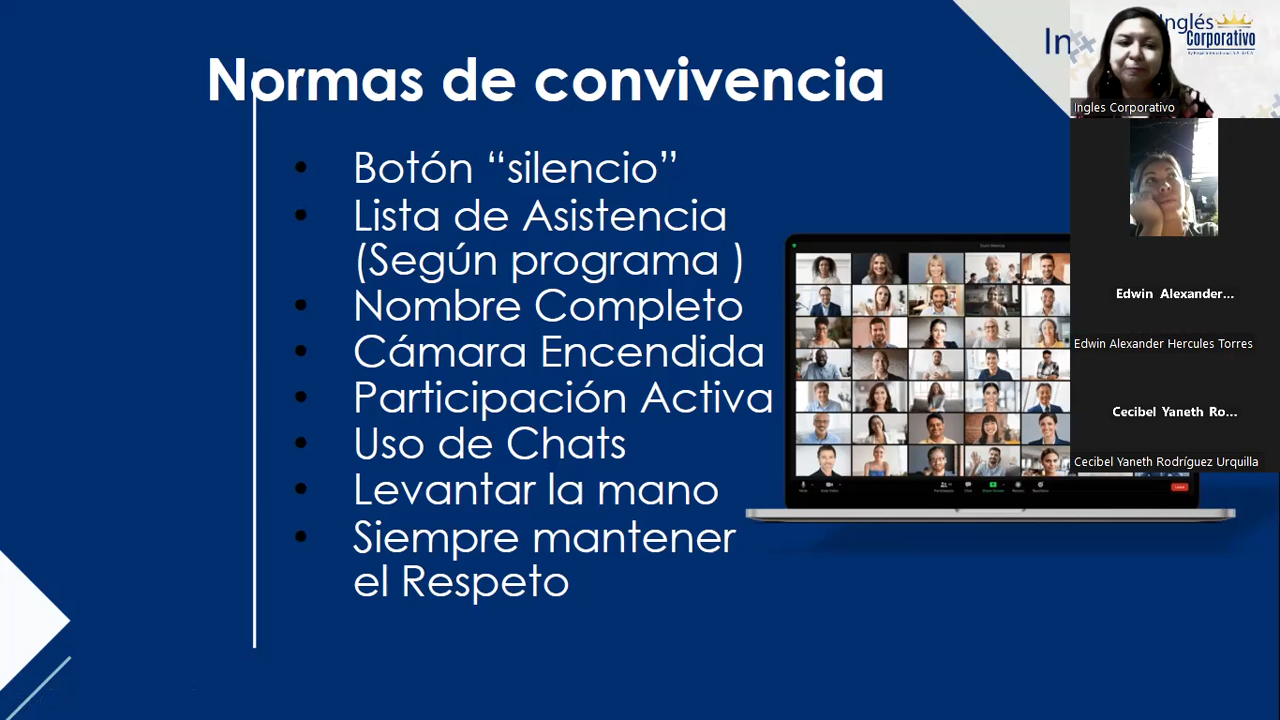 Normas de convivencia
Botón “silencio”
Lista de Asistencia
(Según programa )
Nombre Completo
Cámara Encendida
Participación Activa
Uso de Chats
Levantar la mano
Siempre mantener
el Respeto
In
Inglés
Corporativo
Ingles Corporativo
Edwin Alexander...
Edwin Alexander Hercules Torres
Cecibel Yaneth Ro...
Cecibel Yaneth Rodríguez Urquilla